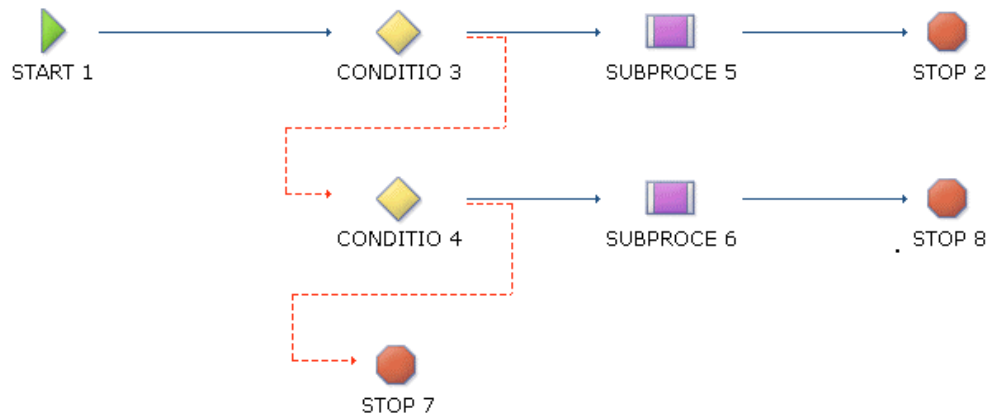 START 1
CONDITIO 3
SUBPROCE 5
STOP 2
CONDITIO 4
SUBPROCE 6
STOP 8
STOP 7